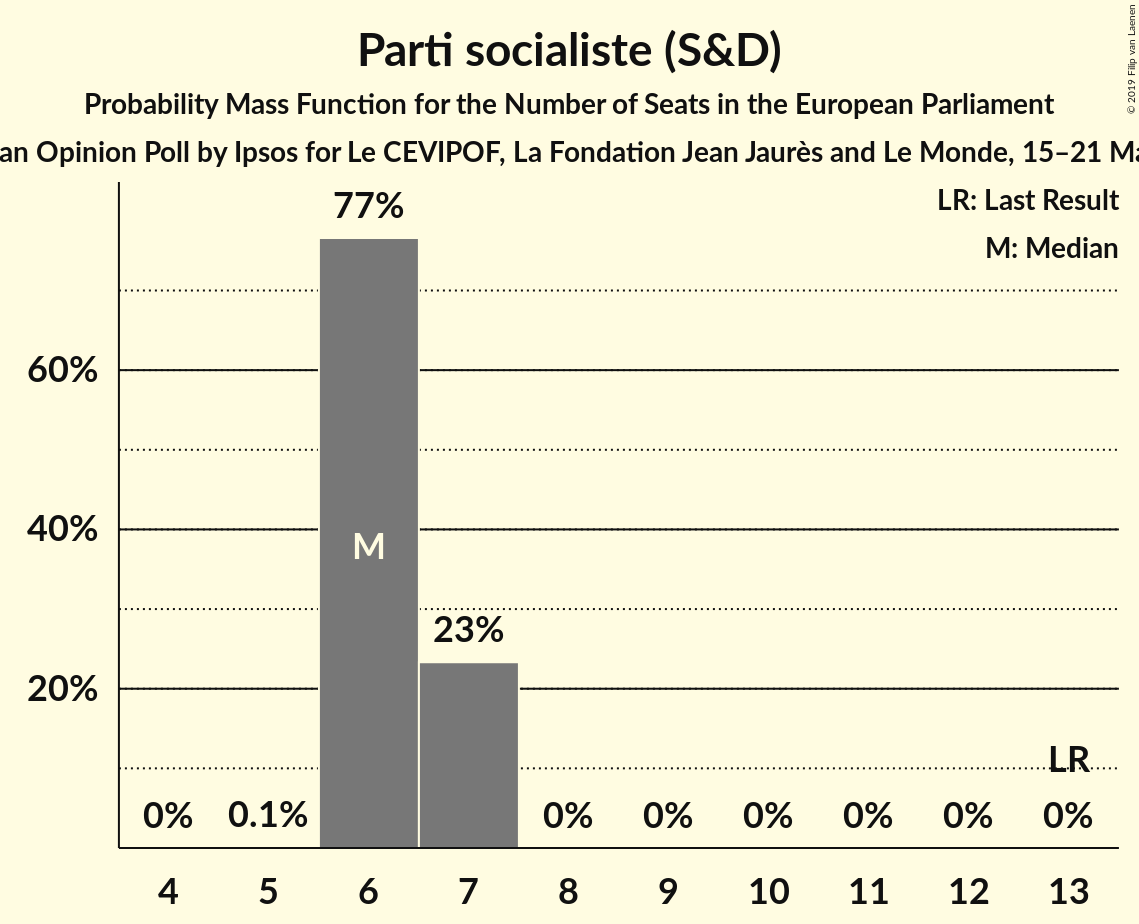 Parti socialiste (S&D)
Probability Mass Function for the Number of Seats in the European Parliament
an Opinion Poll by Ipsos for Le CEVIPOF, La Fondation Jean Jaurès and Le Monde, 15–21
© 2019 Filip van Laenen
LR: Last Result
M: Median
77%
60%
40%
M
23%
20%
LR
0% 0.1% 0% 0% 0% 0% 0% 0%
4 5 6 7 8 9 10 11 12 13